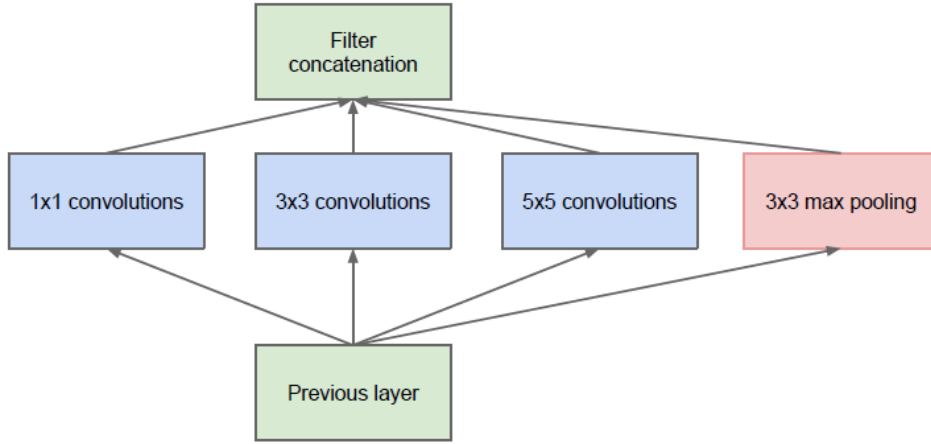 Filter
concatenation
1x1 convolutions
3x3 convolutions
5x5 convolutions
3x3 max pooling
Previous layer